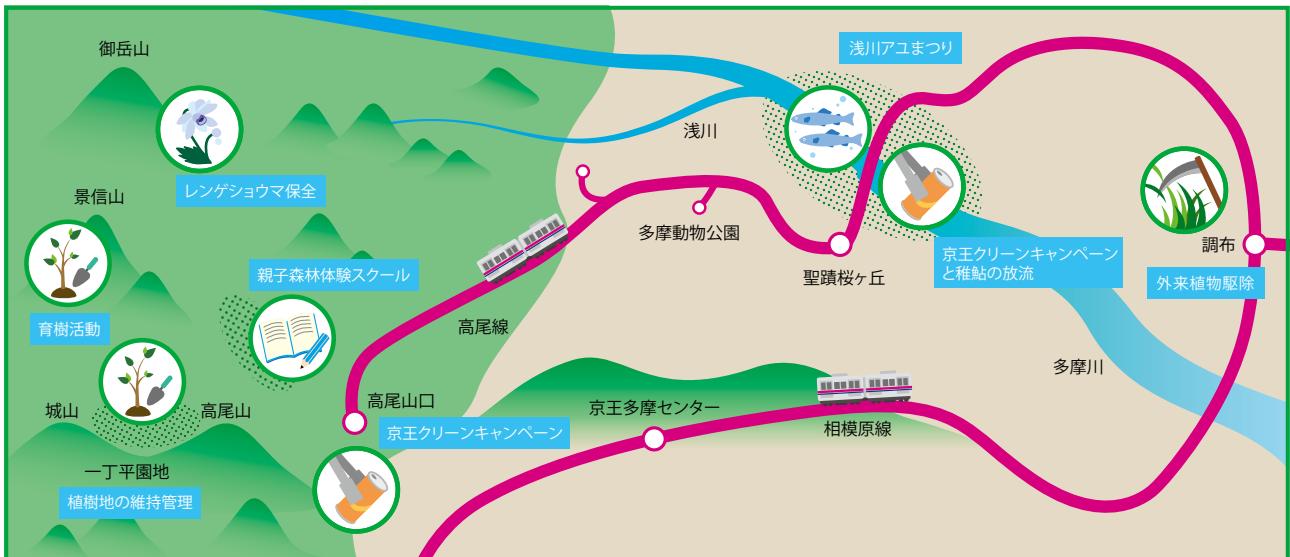 御岳山
浅川アユまつり
浅川
レンゲショウマ保全
景信山
多摩動物公園
調布
京王クリーンキャンペーン
と稚鮎の放流
親子森林体験スクール
聖蹟桜ヶ丘
外来植物駆除
育樹活動
高尾線
多摩川
城山
高尾山
高尾山口
京王多摩センター
京王クリーンキャンペーン
相模原線
一丁平園地
植樹地の維持管理